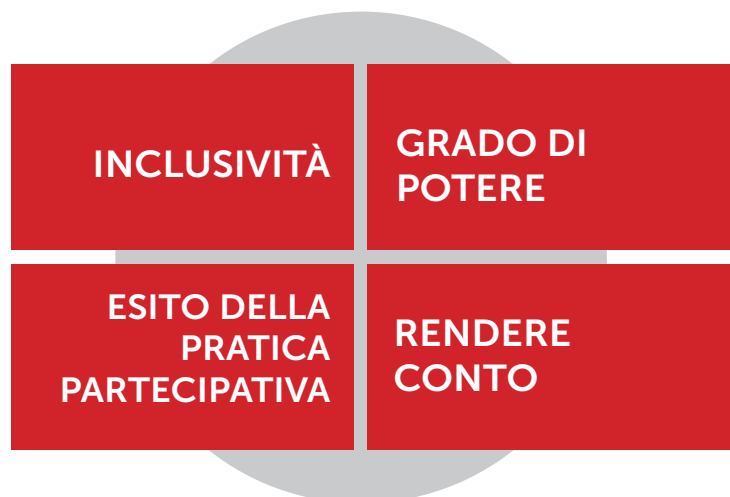 INCLUSIVITÀ
GRADO DI
POTERE
ESITO DELLA
PRATICA
PARTECIPATIVA
RENDERE
CONTO